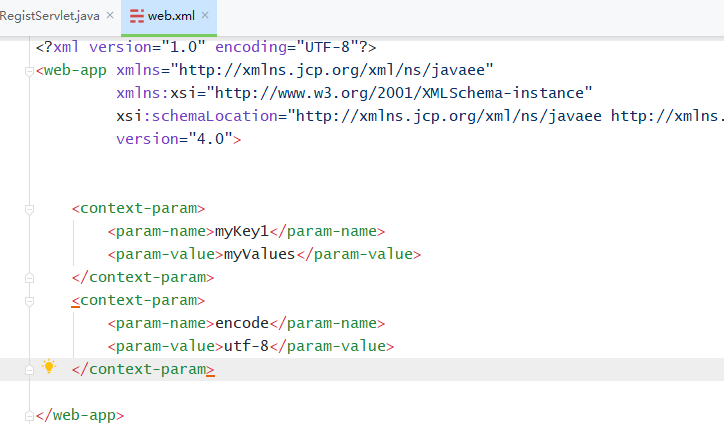 RegistServlet.java × web.xml ×
<?xml version="1.0" encoding="UTF-8"?>
<web-app xmlns="http://xmlns.jcp.org/xml/ns/javaee"
xmlns:xsi="http://www.w3.org/2001/XMLSchema-instance"
xsi:schemaLocation="http://xmlns.jcp.org/xml/ns/javaee http://xmlns.
version="4.0">
<context-param>
<param-name>myKey1</param-name>
<param-value>myValues</param-value>
</context-param>
<context-param>
<param-name>encode</param-name>
<param-value>utf-8</param-value>
</context-param>
</web-app>